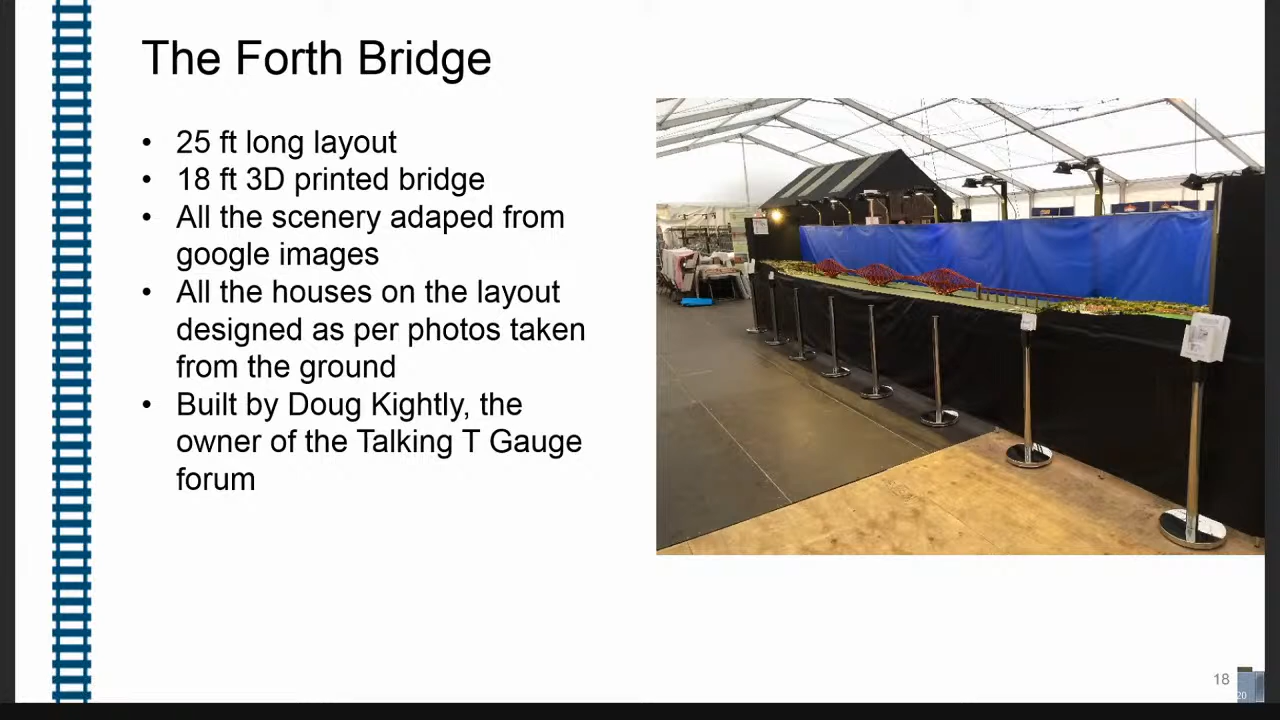 The Forth Bridge
• 25 ft long layout
• 18 ft 3D printed bridge
• All the scenery adaped from
google images
• All the houses on the layout
designed as per photos taken
from the ground
• Built by Doug Kightly, the
owner of the Talking T Gauge
forum
18
20